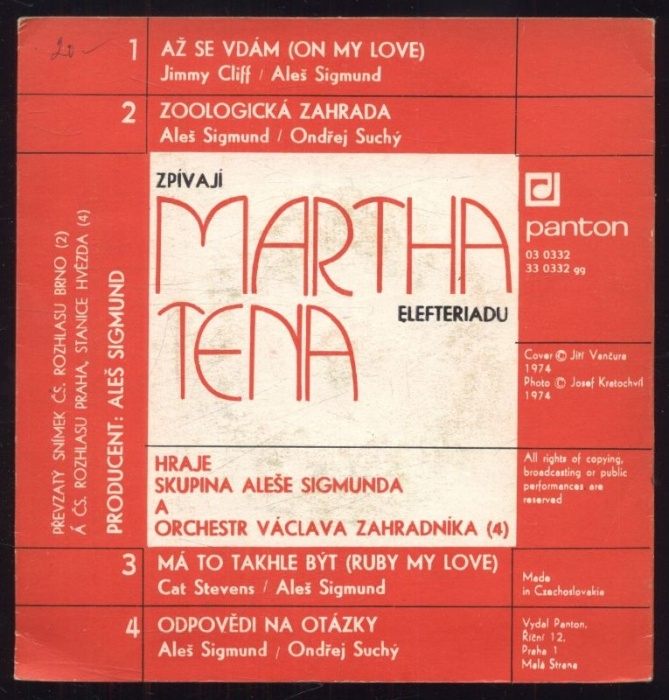 20-
1 AŽ SE VDÁM (ON MY LOVE)
Jimmy Cliff / Aleš Sigmund
2 ZOOLOGICKÁ ZAHRADA
Aleš Sigmund / Ondřej Suchý
ZPÍVAJÍ
MARTHA
TENA
ELEFTERIADU
HRAJE
SKUPINA ALEŠE SIGMUNDA
A
ORCHESTR VÁCLAVA ZAHRADNÍKA (4)
3 MÁ TO TAKHLE BÝT (RUBY MY LOVE)
Cat Stevens / Aleš Sigmund
4 ODPOVĚDI NA OTÁZKY
Aleš Sigmund / Ondřej Suchý
PŘEVZATÝ SNÍMEK ČS. ROZHLASU BRNO (2)
A ČS. ROZHLASU PRAHA, STANICE HVĚZDA (4)
PRODUCENT: ALEŠ SIGMUND
panton
03 0332
33 0332 gg
Cover © Jiří Vančura
1974
Photo © Josef Kratochvíl
1974
All rights of copying,
broadcasting or public
performances are
reserved
Made
in Czechoslovakia
Vydal Panton,
Říční 12,
Praha 1
Malá Strana